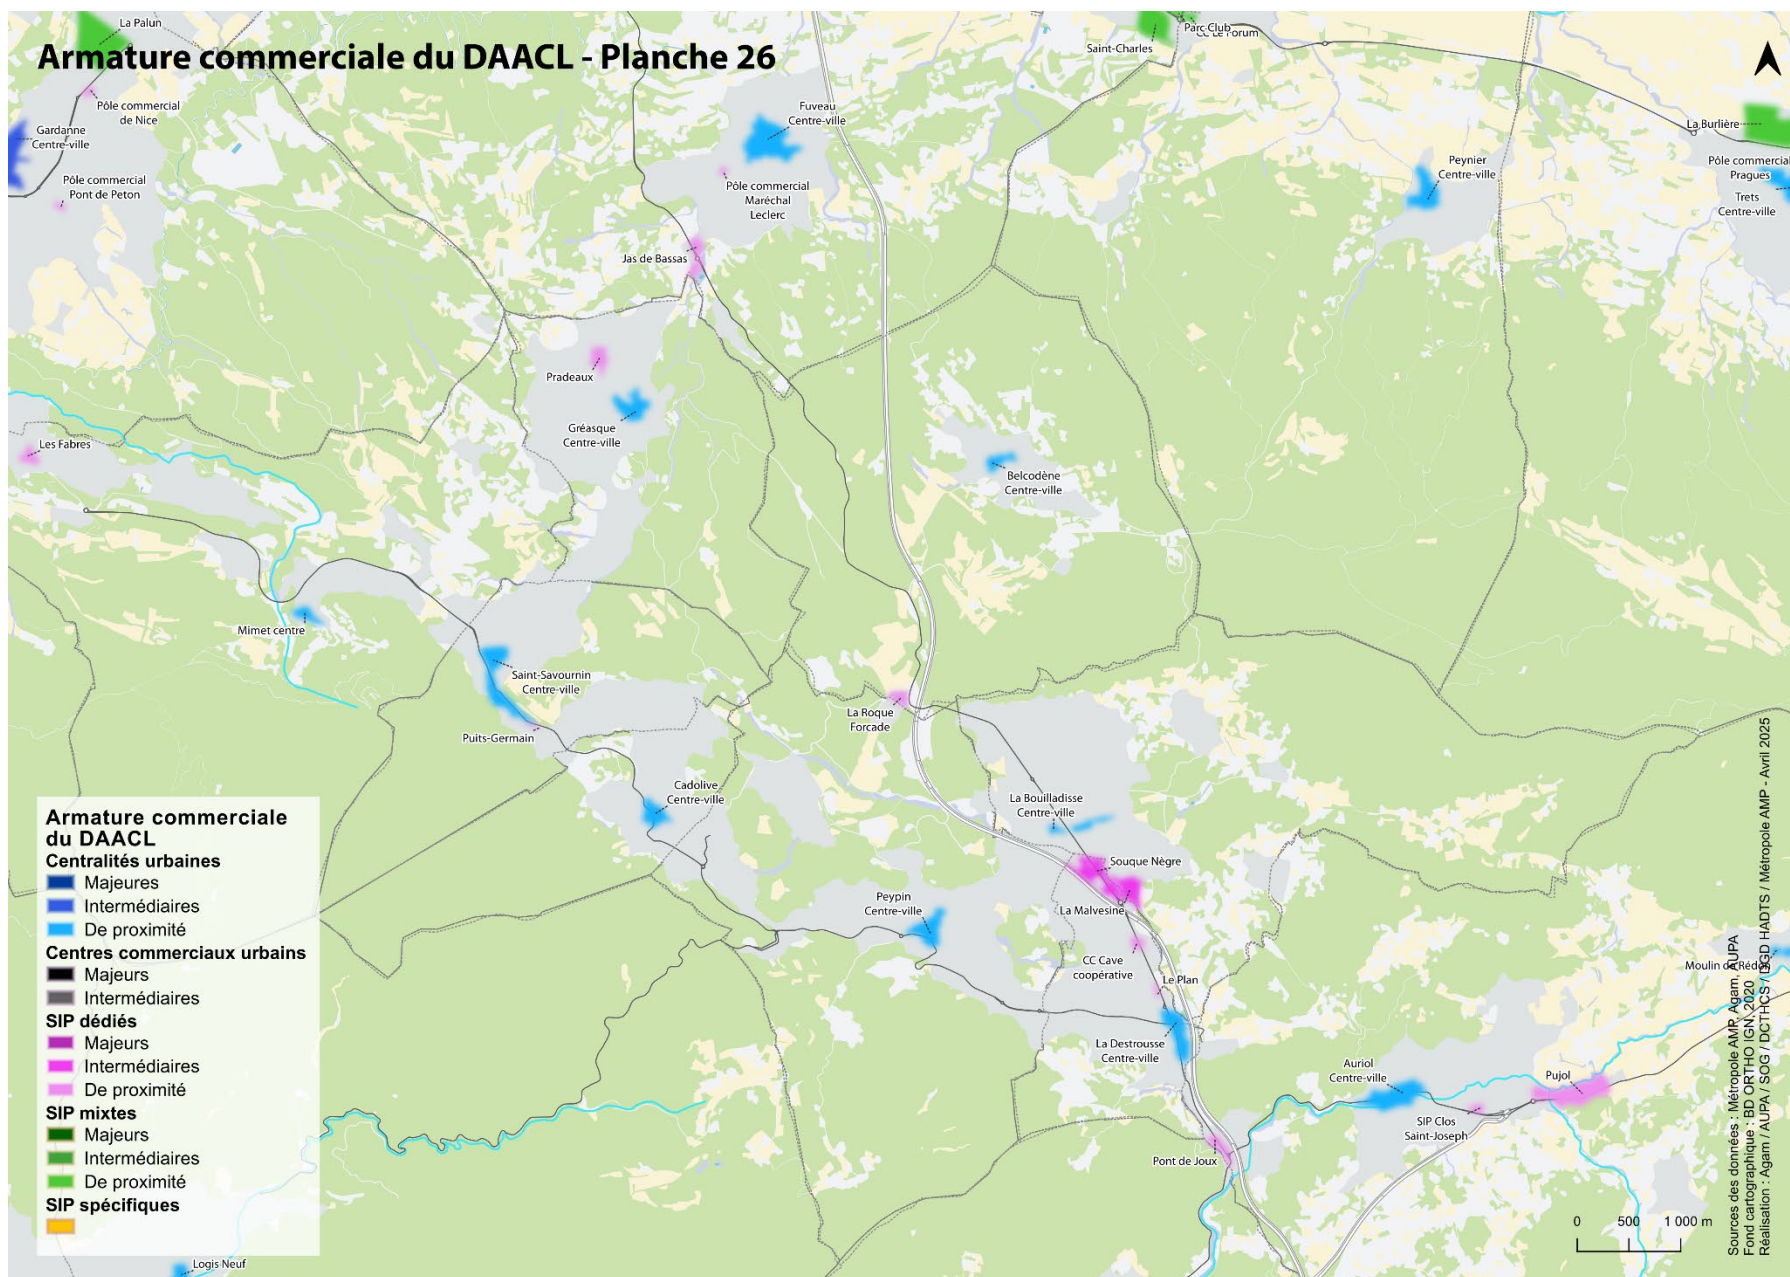 La Palun
Armature commerciale du DAACL - Planche 26
Parc-Club
CC Le Forum
Saint-Charles
Pôle commercial
de Nice
Gardanne
Centre-ville
Pôle commercial
Pont de Peton
Fuveau
Centre-ville
Pôle commercial
Maréchal
Leclerc
Jas de Bassas
La Burlière
Peynier
Centre-ville
Pôle commercial
Pragues
Trets
Centre-ville
Pradeaux
Gréasque
Centre-ville
Les Fabres
Belcodène
Centre-ville
Mimet centre
Saint-Savournin
Centre-ville
Puits-Germain
La Roque
Forcade
Cadolive
Centre-ville
La Bouilladisse
Centre-ville
Souque Nègre
La Malvesine
Peypin
Centre-ville
CC Cave
coopérative
Le Plan
La Destrousse
Centre-ville
Auriol
Centre-ville
Pujol
SIP Clos
Saint-Joseph
Pont de Joux
Logis Neuf
Armature commerciale
du DAACL
Centralités urbaines
Majeures
Intermédiaires
De proximité
Centres commerciaux urbains
Majeurs
Intermédiaires
SIP dédiés
Majeurs
Intermédiaires
De proximité
SIP mixtes
Majeurs
Intermédiaires
De proximité
SIP spécifiques
0 500 1 000 m
Sources des données : Métropole AMP, Agam, AUPA
Fond cartographique : BD ORTHO IGN, 2020
Réalisation : Agam / AUPA / SOG / DCTHCS / DGD HADTS / Métropole AMP - Avril 2025
Moulin de